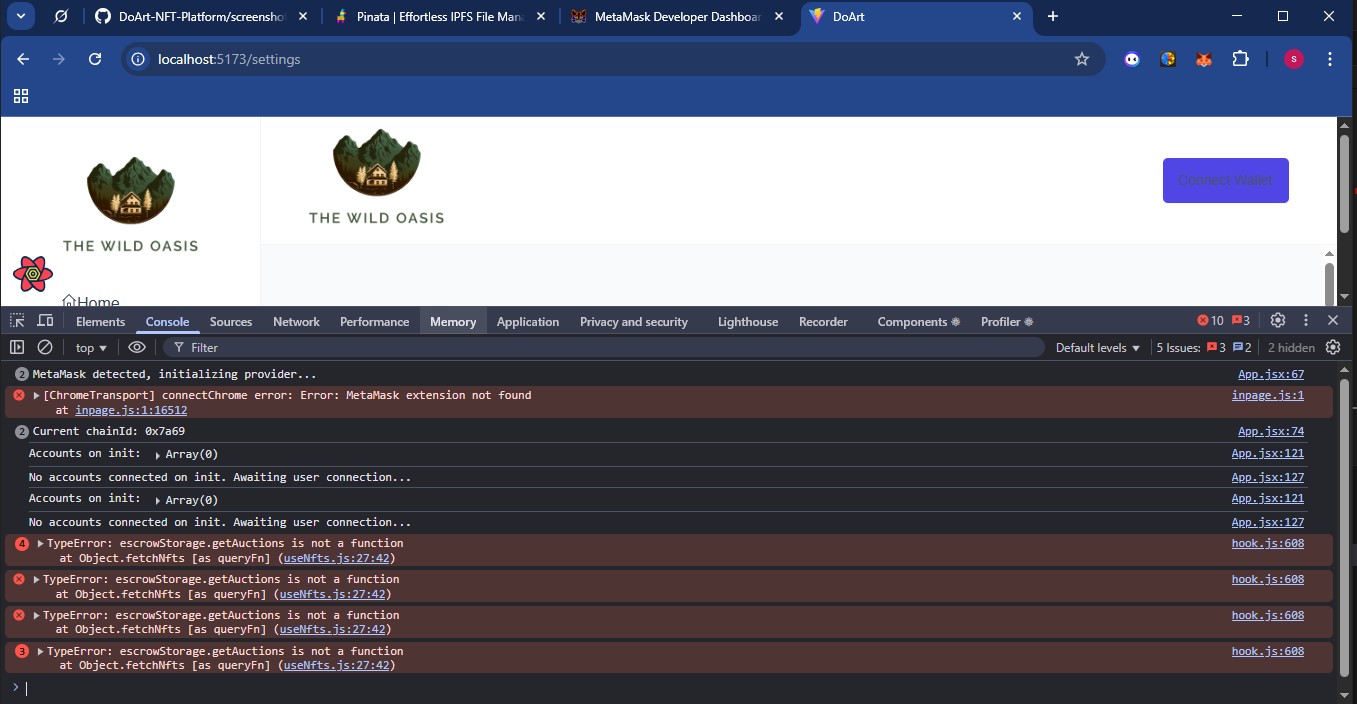 DoArt-NFT-Platform/screensho
Pinata | Effortless IPFS File Man
MetaMask Developer Dashboar
DoArt
localhost:5173/settings
S
THE WILD OASIS
THE WILD OASIS
Connect Wallet
Home
Elements Console Sources Network Performance Memory Application Privacy and security Lighthouse Recorder Components Profiler 10 3
top Filter Default levels 5 Issues: 3 2 2 hidden
2 MetaMask detected, initializing provider... App.jsx:67
[ChromeTransport] connectChrome error: Error: MetaMask extension not found inpage.js:1
at inpage.js:1:16512
2 Current chainId: 0x7a69 App.jsx:74
Accounts on init: Array(0) App.jsx:121
No accounts connected on init. Awaiting user connection... App.jsx:127
Accounts on init: Array(0) App.jsx:121
No accounts connected on init. Awaiting user connection... App.jsx:127
4 TypeError: escrowStorage.getAuctions is not a function hook.js:608
at Object.fetchNfts [as queryFn] (useNfts.js:27:42)
TypeError: escrowStorage.getAuctions is not a function hook.js:608
at Object.fetchNfts [as queryFn] (useNfts.js:27:42)
TypeError: escrowStorage.getAuctions is not a function hook.js:608
at Object.fetchNfts [as queryFn] (useNfts.js:27:42)
3 TypeError: escrowStorage.getAuctions is not a function hook.js:608
at Object.fetchNfts [as queryFn] (useNfts.js:27:42)